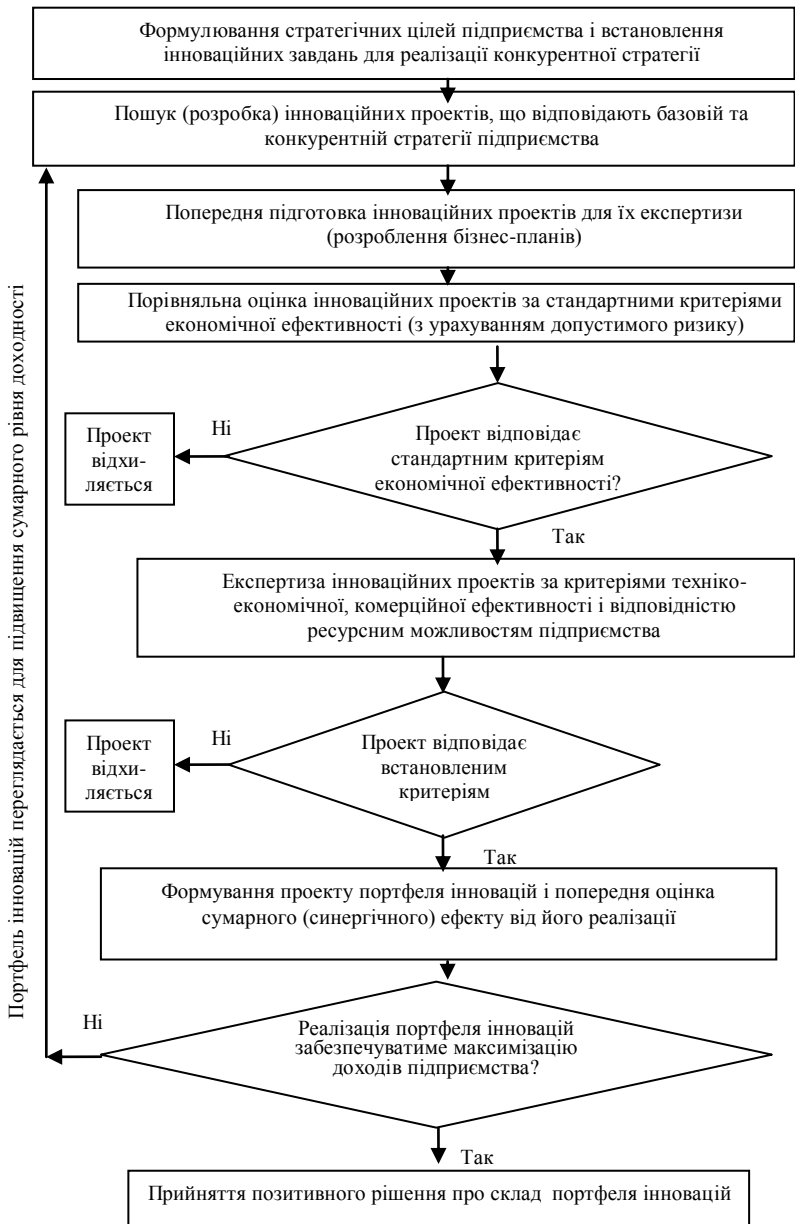 Формулювання стратегічних цілей підприємства і встановлення
інноваційних завдань для реалізації конкурентної стратегії
Пошук (розробка) інноваційних проектів, що відповідають базовій та
конкурентній стратегії підприємства
Попередня підготовка інноваційних проектів для їх експертизи
(розроблення бізнес-планів)
Порівняльна оцінка інноваційних проектів за стандартними критеріями
економічної ефективності (з урахуванням допустимого ризику)
Проект відповідає
стандартним критеріям
економічної ефективності?
Ні
Проект
відхи-
ляється
Так
Експертиза інноваційних проектів за критеріями техніко-
економічної, комерційної ефективності і відповідністю
ресурсним можливостям підприємства
Проект відповідає
встановленим
критеріям
Ні
Проект
відхи-
ляється
Так
Формування проекту портфеля інновацій і попередня оцінка
сумарного (синергічного) ефекту від його реалізації
Реалізація портфеля інновацій
забезпечуватиме максимізацію
доходів підприємства?
Ні
Портфель інновацій переглядається для підвищення сумарного рівня доходності
Так
Прийняття позитивного рішення про склад портфеля інновацій